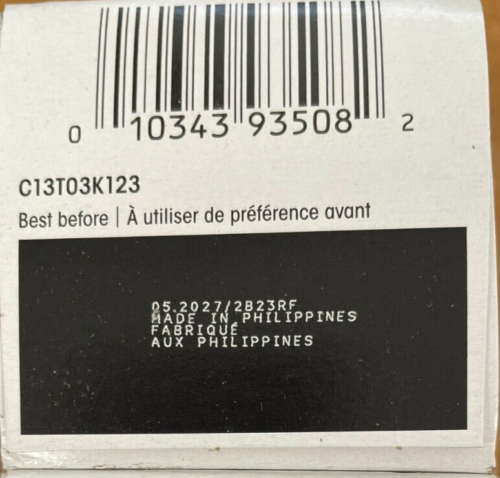 0 10343 93508 2
C13T03K123
Best before | À utiliser de préférence avant
05.2027/2B23RF
MADE IN PHILIPPINES
FABRIQUÉ
AUX PHILIPPINES